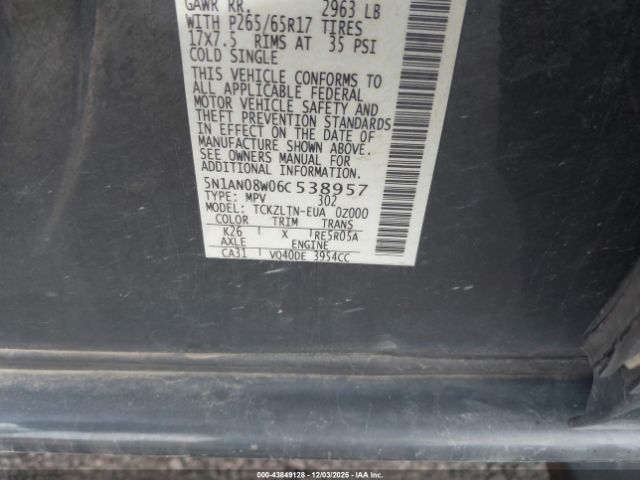 GAWR RR. 2963 LB
WITH P265/65R17 TIRES
17X7.5 RIMS AT 35 PSI
COLD SINGLE
THIS VEHICLE CONFORMS TO
ALL APPLICABLE FEDERAL
MOTOR VEHICLE SAFETY AND
THEFT PREVENTION STANDARDS
IN EFFECT ON THE DATE OF
MANUFACTURE SHOWN ABOVE.
SEE OWNERS MANUAL FOR
ADDITIONAL INFORMATION
5N1AN08W06C538957
TYPE: MPV 302
MODEL: TCKZLTN-EUA 0Z000
COLOR TRIM TRANS
K26 X RE5R05A
AXLE ENGINE
CA31 VQ40DE 3954CC
000-43849128 - 12/03/2025 - IAAI.com